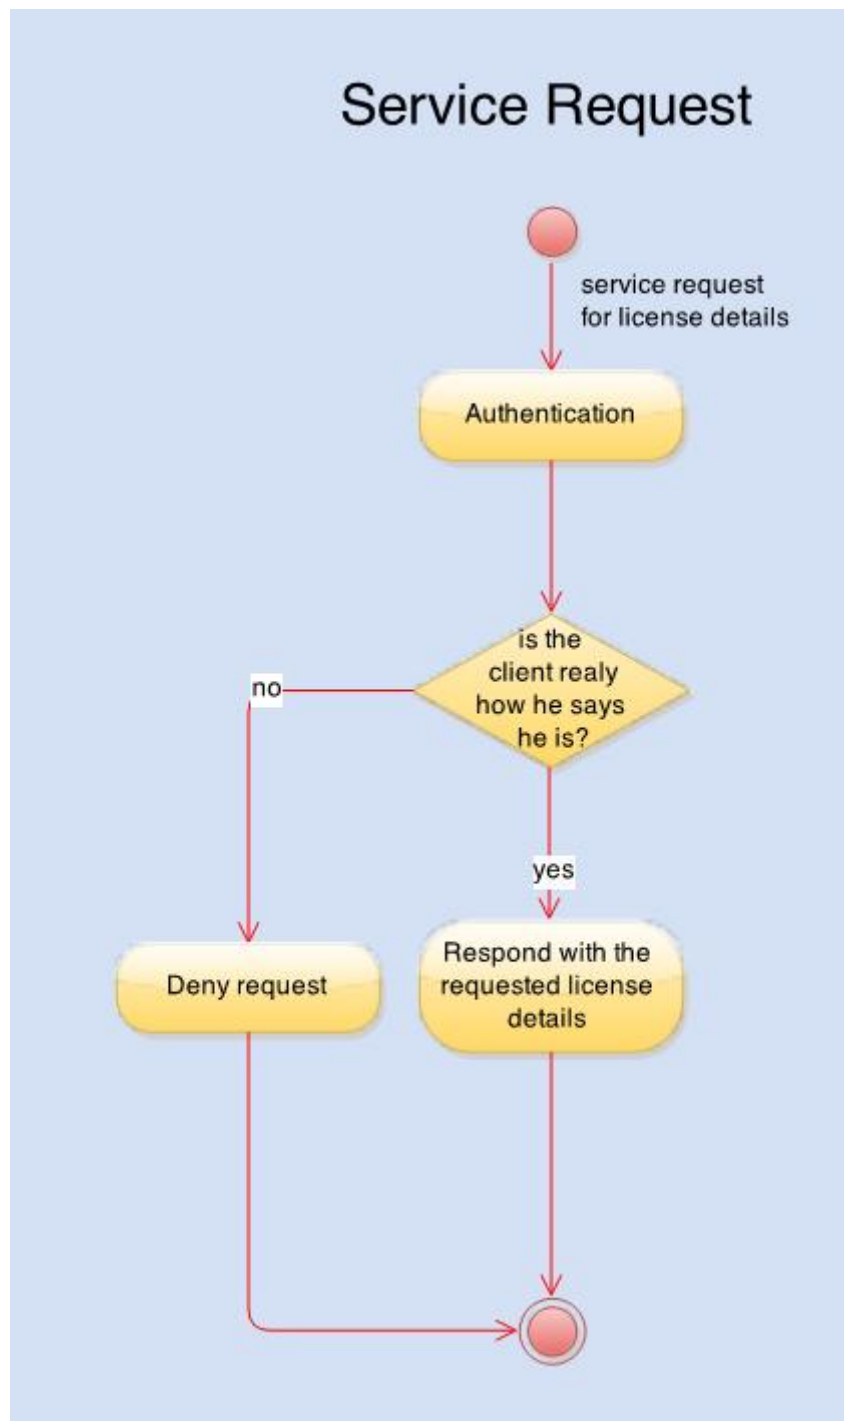 Service Request
service request
for license details
Authentication
is the
client realy
how he says
he is?
no
yes
Deny request
Respond with the
requested license
details